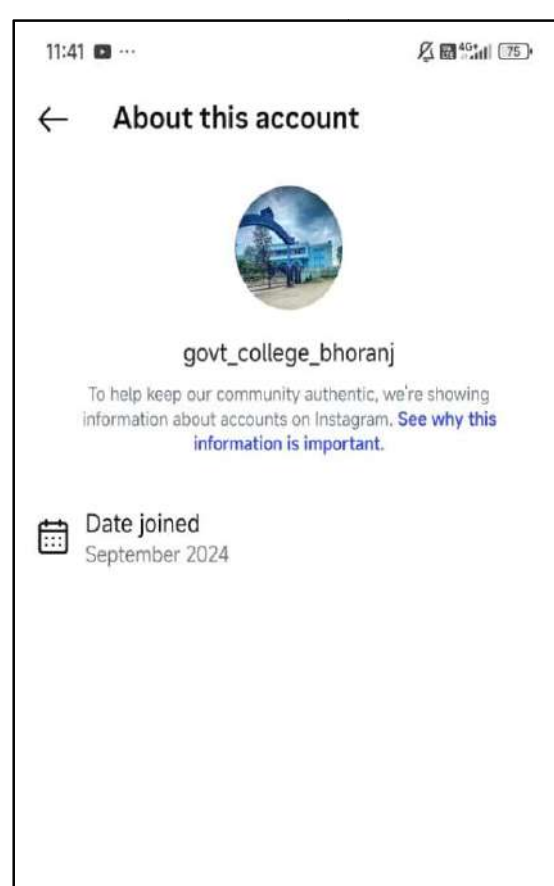 11:41 ...
4G+ 75
About this account
govt_college_bhoranj
To help keep our community authentic, we're showing
information about accounts on Instagram. See why this
information is important.
Date joined
September 2024